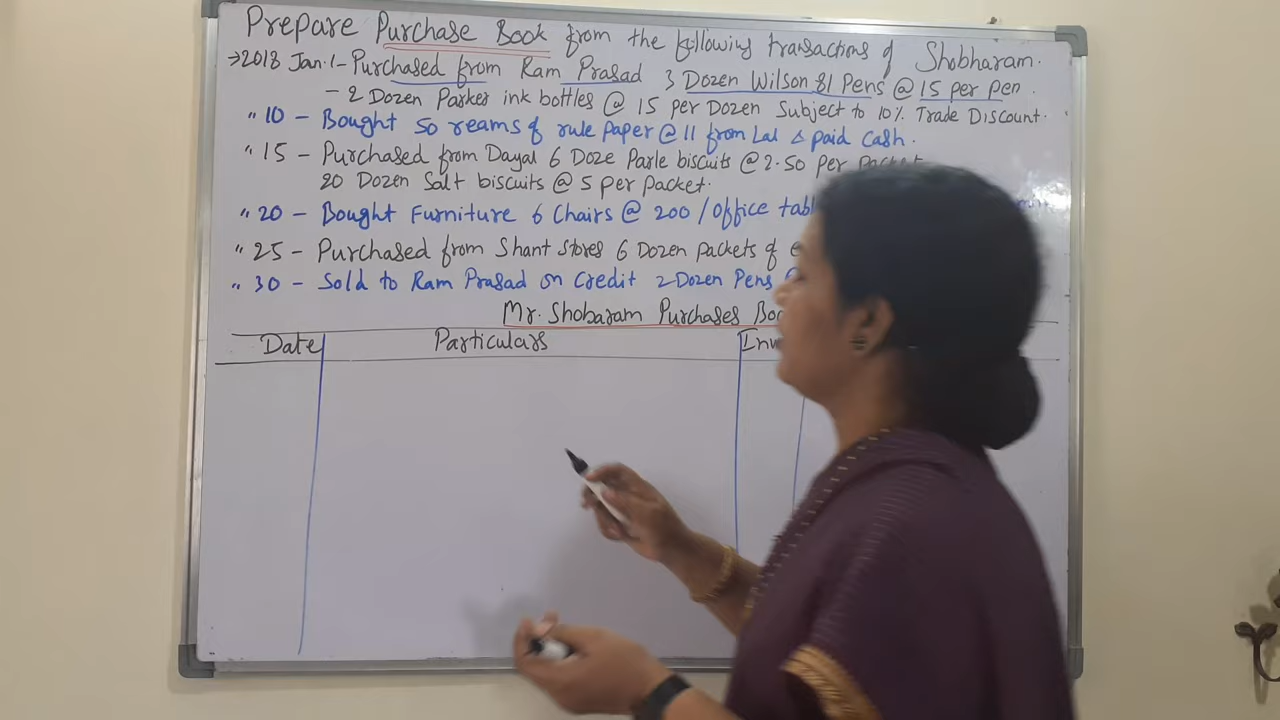 Prepare Purchase Book from the following transactions of Shobharam.
→2018 Jan.1 - Purchased from Ram Prasad 3 Dozen Wilson 81 Pens @ 15 per pen.
- 2 Dozen Parker ink bottles @ 15 per Dozen Subject to 10% Trade Discount.
" 10 - Bought 50 reams of rule paper @ 11 from Lal & paid Cash.
" 15 - Purchased from Dayal 6 Doze Parle biscuits @ 2.50 per Packet
20 Dozen Salt biscuits @ 5 per Packet.
" 20 - Bought Furniture 6 Chairs @ 200 / Office
" 25 - Purchased from Shant Stores 6 Dozen packets of
" 30 - Sold to Ram Prasad on Credit 2 Dozen Pens
Mr. Shobaram Purchases
Date Particulars